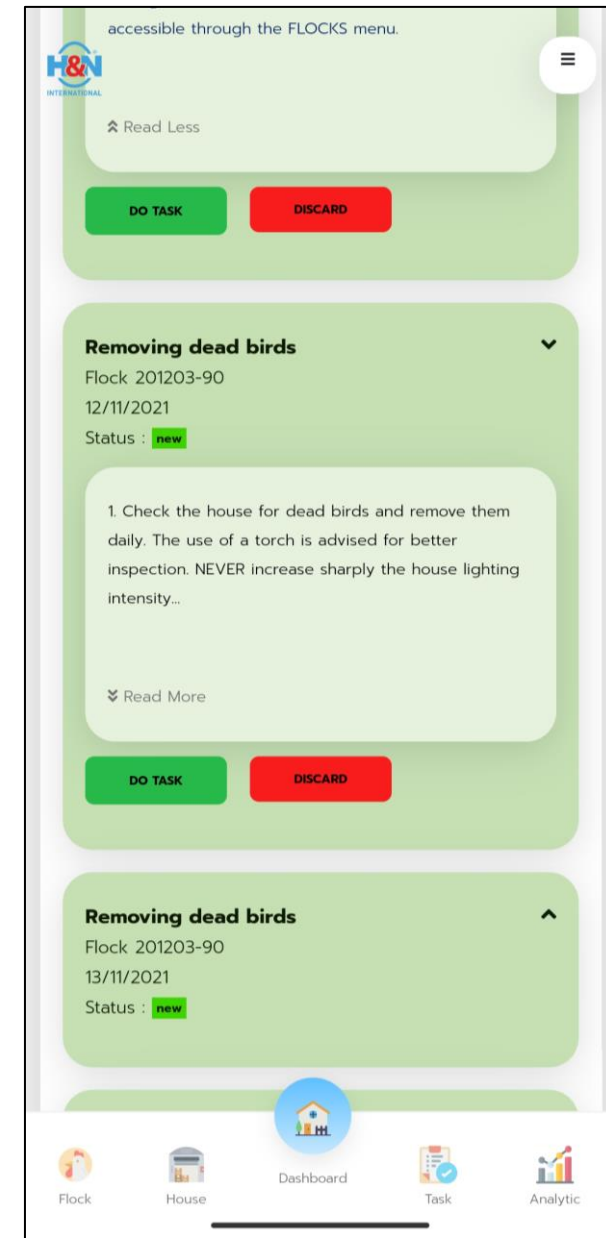 accessible through the FLOCKS menu.
H&N
INTERNATIONAL
Read Less
DO TASK
DISCARD
Removing dead birds
Flock 201203-90
12/11/2021
Status : new
1. Check the house for dead birds and remove them
daily. The use of a torch is advised for better
inspection. NEVER increase sharply the house lighting
intensity...
Read More
DO TASK
DISCARD
Removing dead birds
Flock 201203-90
13/11/2021
Status : new
Flock
House
Dashboard
Task
Analytic